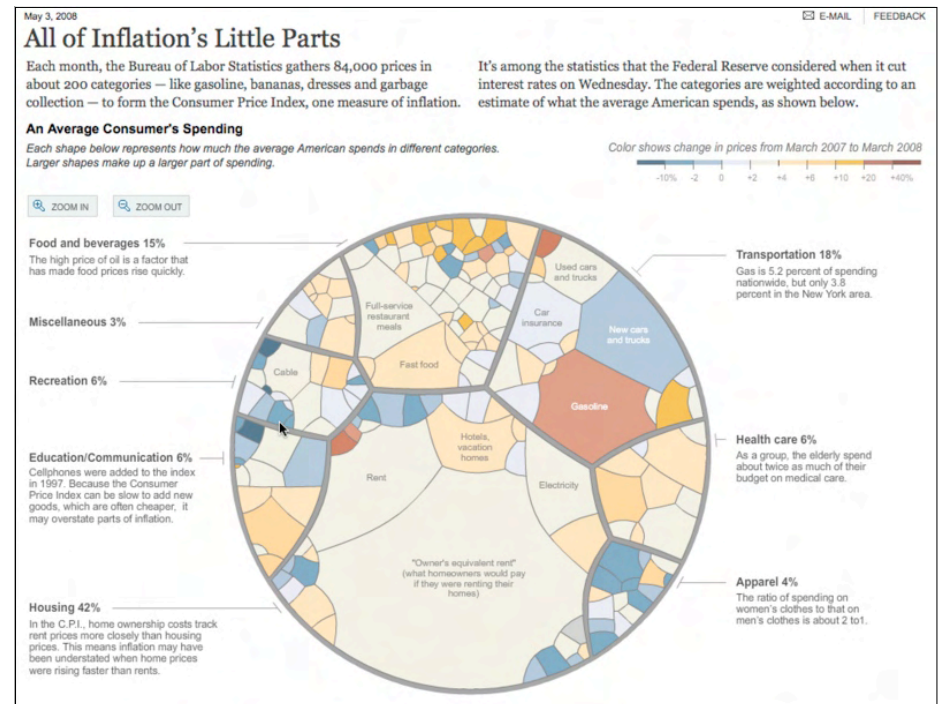 May 3, 2008
E-MAIL
FEEDBACK
All of Inflation's Little Parts
Each month, the Bureau of Labor Statistics gathers 84,000 prices in
about 200 categories — like gasoline, bananas, dresses and garbage
collection — to form the Consumer Price Index, one measure of inflation.
It's among the statistics that the Federal Reserve considered when it cut
interest rates on Wednesday. The categories are weighted according to an
estimate of what the average American spends, as shown below.
An Average Consumer's Spending
Each shape below represents how much the average American spends in different categories.
Larger shapes make up a larger part of spending.
Color shows change in prices from March 2007 to March 2008
-10% -2 0 +2 +4 +8 +10 +20 +40%
ZOOM IN
ZOOM OUT
Food and beverages 15%
The high price of oil is a factor that
has made food prices rise quickly.
Miscellaneous 3%
Recreation 6%
Education/Communication 6%
Cellphones were added to the index
in 1997. Because the Consumer
Price Index can be slow to add new
goods, which are often cheaper, it
may overstate parts of inflation.
Housing 42%
In the C.P.I., home ownership costs track
rent prices more closely than housing
prices. This means inflation may have
been understated when home prices
were rising faster than rents.
Full-service
restaurant
meals
Fast food
Cable
Used cars
and trucks
Car
insurance
New cars
and trucks
Gasoline
Hotels,
vacation
homes
Rent
Electricity
"Owner's equivalent rent"
(what homeowners would pay
if they were renting their
homes)
Transportation 18%
Gas is 5.2 percent of spending
nationwide, but only 3.8
percent in the New York area.
Health care 6%
As a group, the elderly spend
about twice as much of their
budget on medical care.
Apparel 4%
The ratio of spending on
women's clothes to that on
men's clothes is about 2 to1.